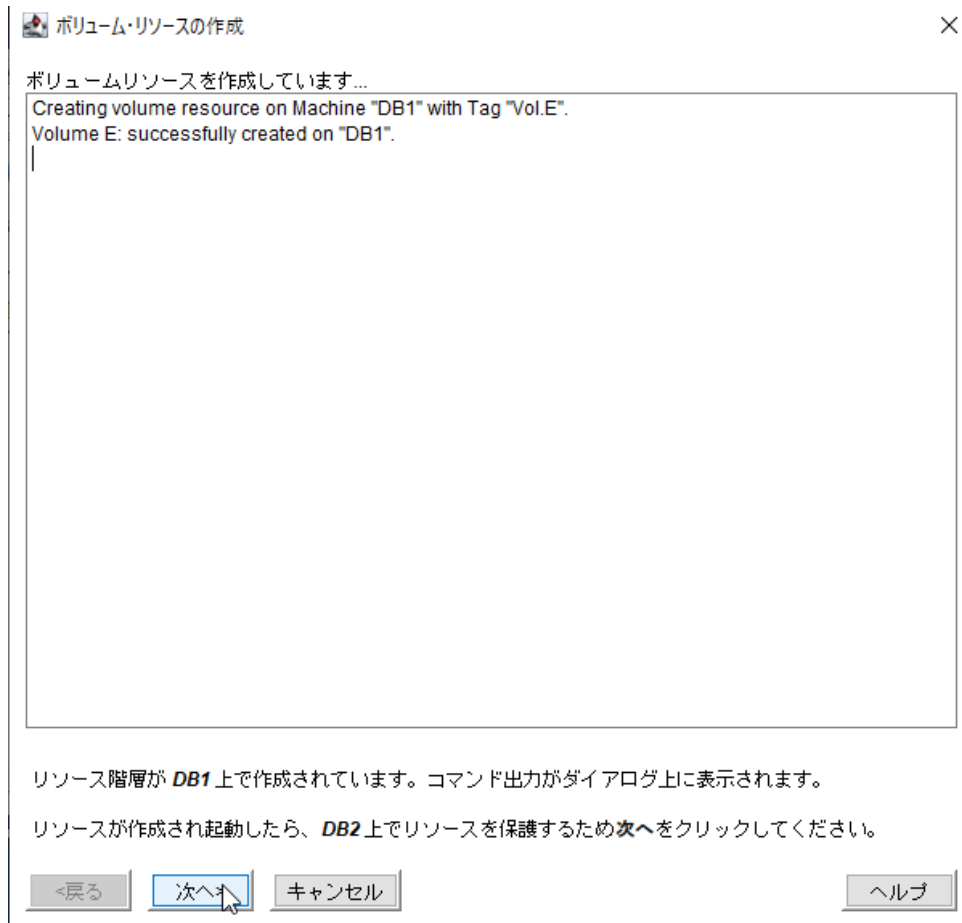 ボリューム・リソースの作成
ボリュームリソースを作成しています...
Creating volume resource on Machine "DB1" with Tag "Vol.E".
Volume E: successfully created on "DB1".
リソース階層が DB1 上で作成されています。コマンド出力がダイアログ上に表示されます。
リソースが作成され起動したら、DB2 上でリソースを保護するため次へをクリックしてください。
<戻る 次へ> キャンセル ヘルプ